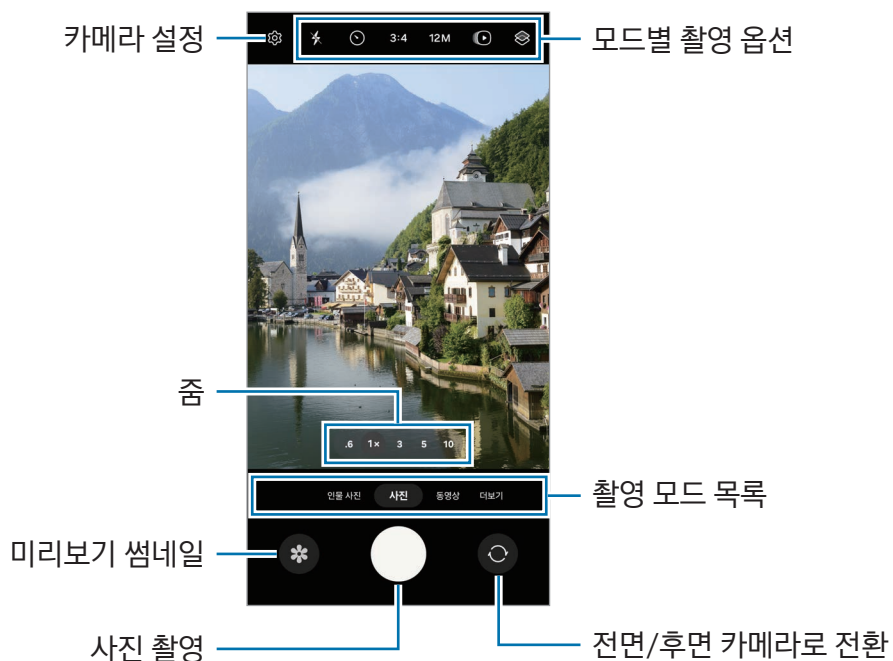 카메라 설정
3:4 12M
모드별 촬영 옵션
줌
.6 1× 3 5 10
인물 사진 사진 동영상 더보기
촬영 모드 목록
미리보기 썸네일
사진 촬영
전면/후면 카메라로 전환